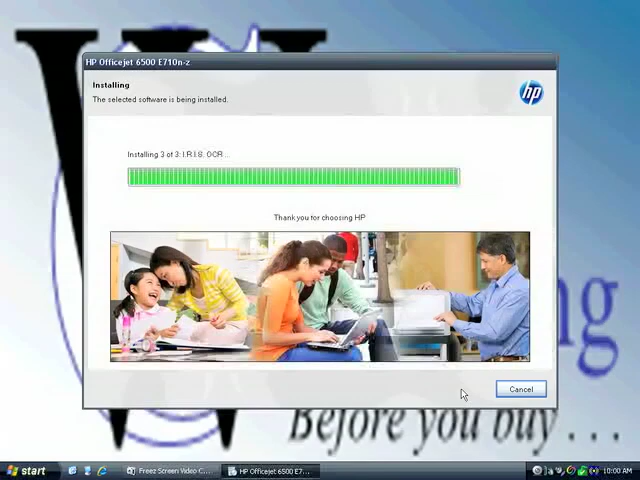 HP Officejet 6500 E710n-z
Installing
The selected software is being installed.
hp
Installing 3 of 3: I.R.I.S. OCR...
Thank you for choosing HP
Cancel
ng
Before you buy . . .
start
Freez Screen Video C...
HP Officejet 6500 E7...
10:00 AM